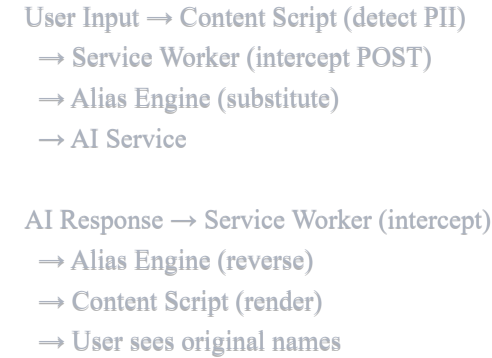 User Input → Content Script (detect PII)
→ Service Worker (intercept POST)
→ Alias Engine (substitute)
→ AI Service
AI Response → Service Worker (intercept)
→ Alias Engine (reverse)
→ Content Script (render)
→ User sees original names